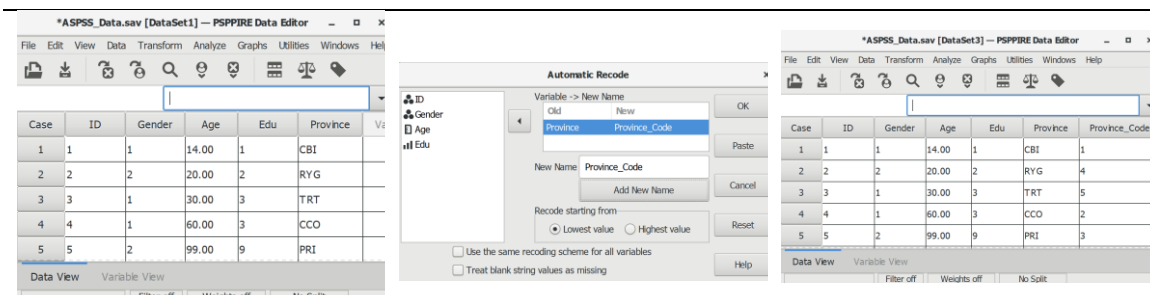 *ASPSS_Data.sav [DataSet1] — PSPPIRE Data Editor
File Edit View Data Transform Analyze Graphs Utilities Windows Hel
Case ID Gender Age Edu Province Va
1 1 1 14.00 1 CBI
2 2 2 20.00 2 RYG
3 3 1 30.00 3 TRT
4 4 1 60.00 3 CCO
5 5 2 99.00 9 PRI
Data View Variable View
Filter off Weights off No Split
Automatic Recode
ID
Gender
Age
Edu
Variable -> New Name
Old New
Province Province_Code
New Name Province_Code
Add New Name
Recode starting from
Lowest value Highest value
Use the same recoding scheme for all variables
Treat blank string values as missing
OK
Paste
Cancel
Reset
Help
*ASPSS_Data.sav [DataSet3] — PSPPIRE Data Editor
File Edit View Data Transform Analyze Graphs Utilities Windows Help
Case ID Gender Age Edu Province Province_Code
1 1 1 14.00 1 CBI 1
2 2 2 20.00 2 RYG 4
3 3 1 30.00 3 TRT 5
4 4 1 60.00 3 CCO 2
5 5 2 99.00 9 PRI 3
Data View Variable View
Filter off Weights off No Split